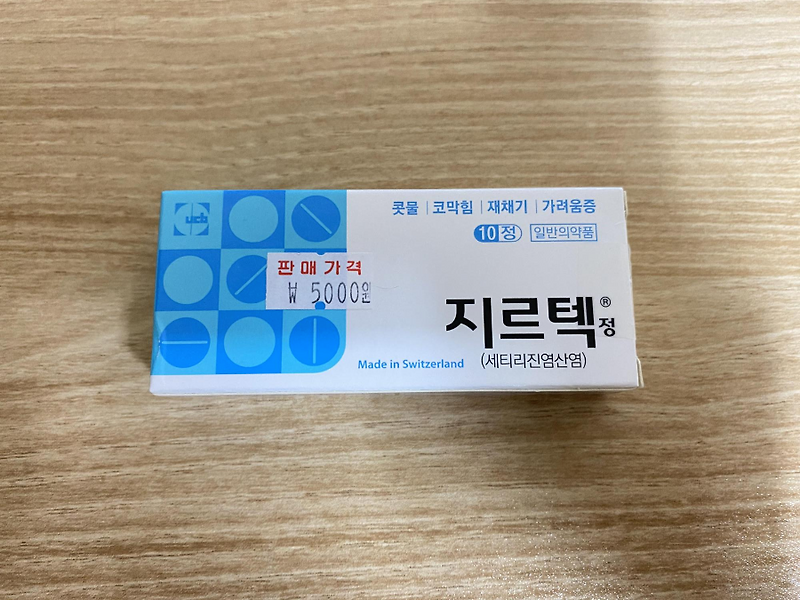 ucb
콧물 | 코막힘 | 재채기 | 가려움증
10정 일반의약품
판매가격
₩ 5000원
지르텍® 정
Made in Switzerland (세티리진염산염)